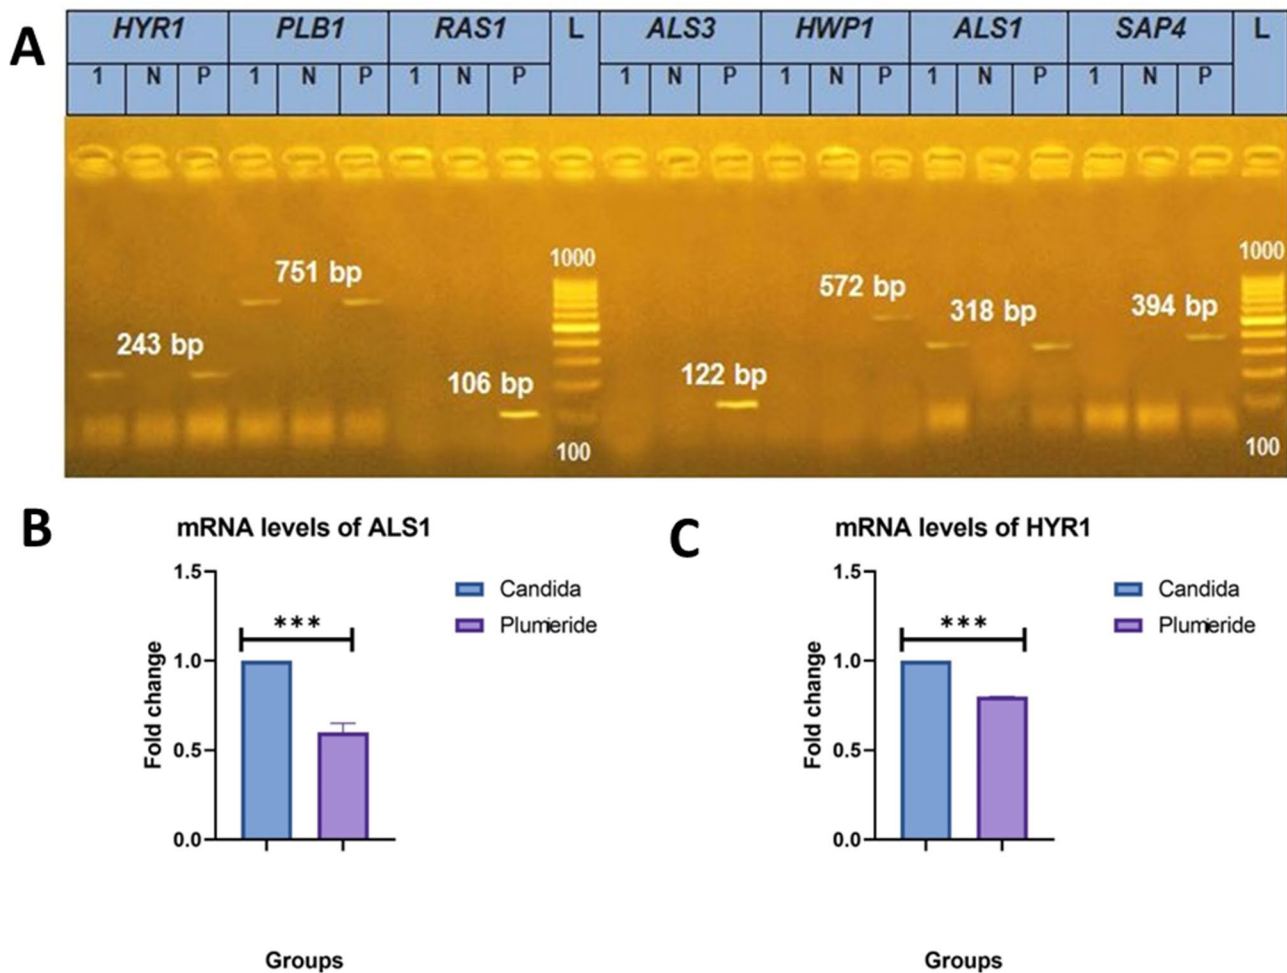 A
HYR1 PLB1 RAS1 L ALS3 HWP1 ALS1 SAP4 L
1 N P 1 N P 1 N P 1 N P 1 N P 1 N P 1 N P
1000 1000
751 bp 572 bp 318 bp 394 bp
243 bp 106 bp 122 bp
100 100
B
mRNA levels of ALS1
1.5
1.0
0.5
0.0
Fold change
***
Candida
Plumieride
Groups
C
mRNA levels of HYR1
1.5
1.0
0.5
0.0
Fold change
***
Candida
Plumieride
Groups